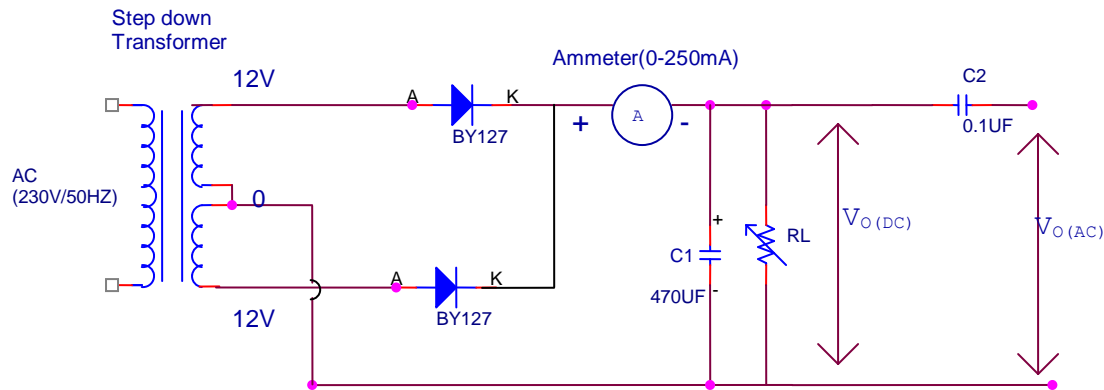 Step down
Transformer
12V
A
K
BY127
Ammeter(0-250mA)
+
A
-
C2
0.1UF
AC
(230V/50HZ)
0
+
C1
470UF
-
RL
VO(DC)
VO(AC)
A
K
12V
BY127